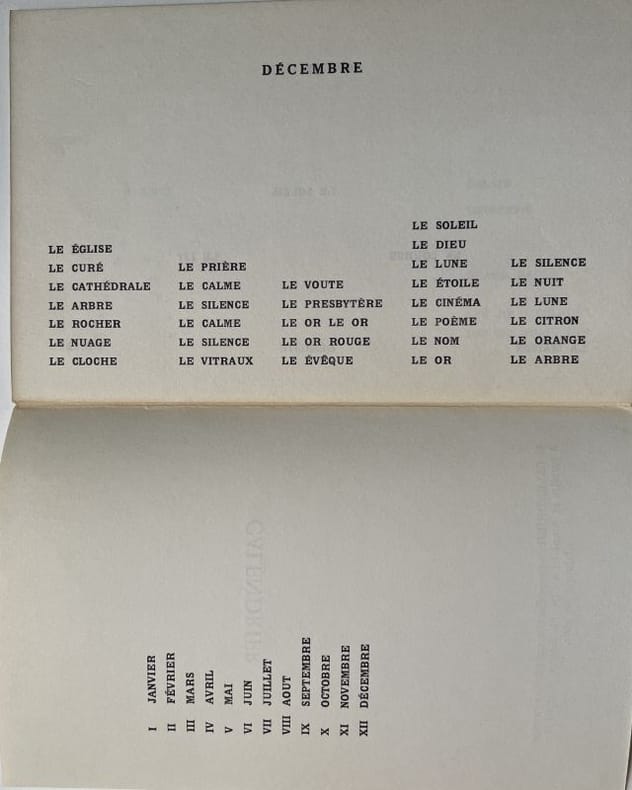 DÉCEMBRE
LE ÉGLISE
LE CURÉ
LE CATHÉDRALE
LE ARBRE
LE ROCHER
LE NUAGE
LE CLOCHE
LE PRIÈRE
LE CALME
LE SILENCE
LE CALME
LE SILENCE
LE VITRAUX
LE VOUTE
LE PRESBYTÈRE
LE OR LE OR
LE OR ROUGE
LE ÉVÊQUE
LE SOLEIL
LE DIEU
LE LUNE
LE ÉTOILE
LE CINÉMA
LE POÈME
LE NOM
LE OR
LE SILENCE
LE NUIT
LE LUNE
LE CITRON
LE ORANGE
LE ARBRE
I JANVIER
II FÉVRIER
III MARS
IV AVRIL
V MAI
VI JUIN
VII JUILLET
VIII AOUT
IX SEPTEMBRE
X OCTOBRE
XI NOVEMBRE
XII DÉCEMBRE
CALENDRIER